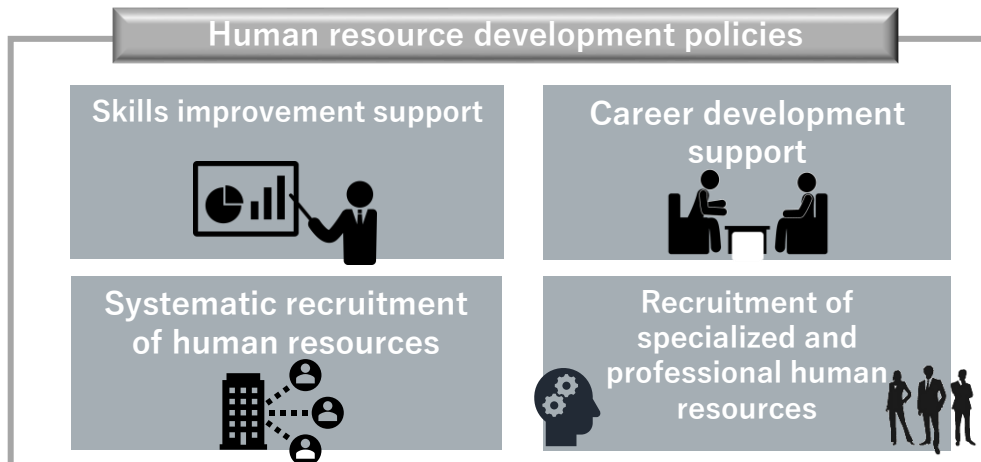 Human resource development policies
Skills improvement support
Career development
support
Systematic recruitment
of human resources
Recruitment of
specialized and
professional human
resources